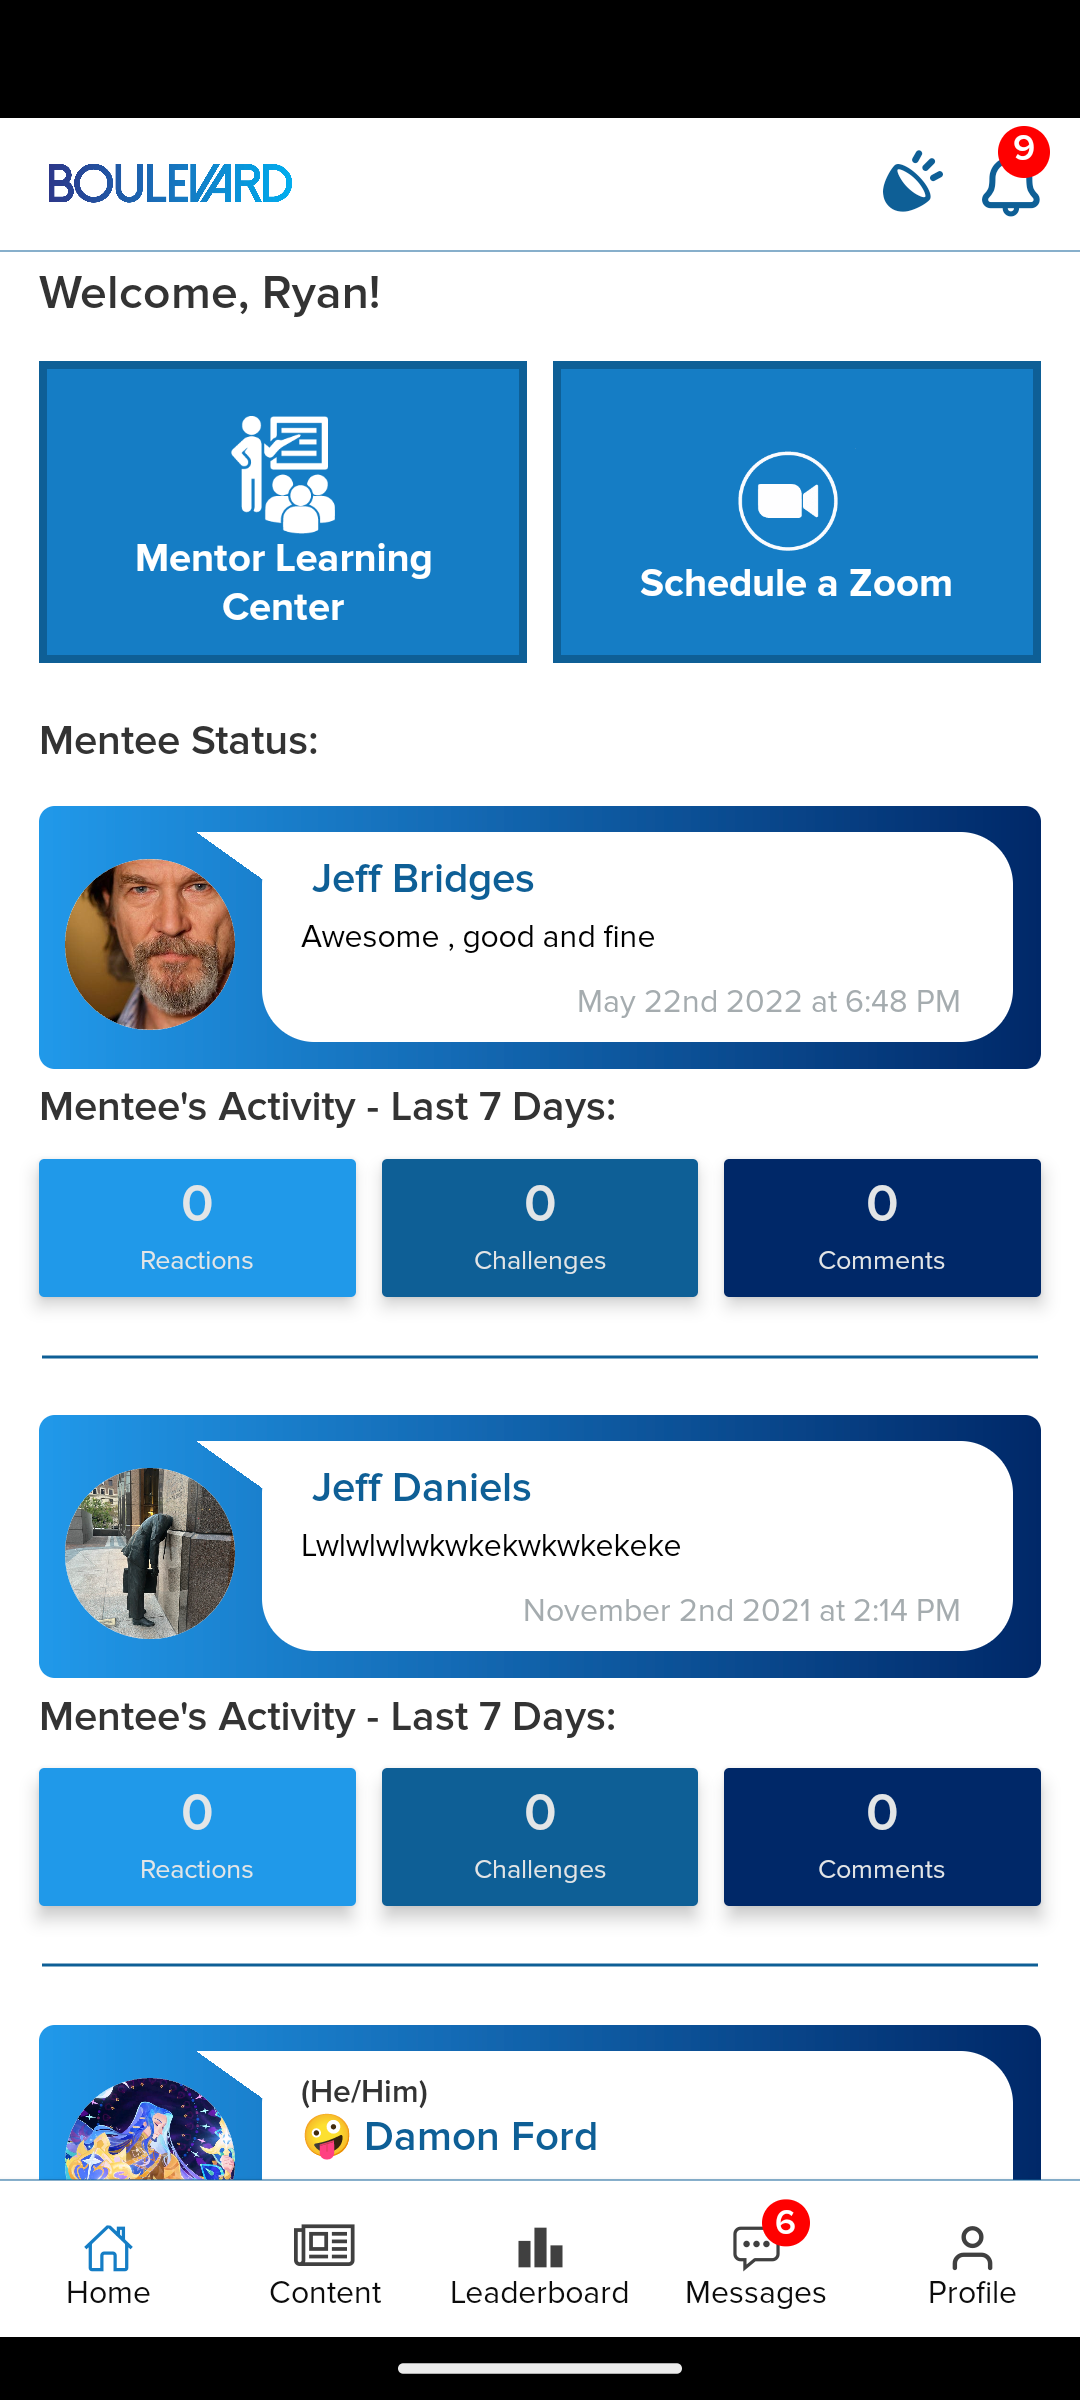 BOULEVARD
9
Welcome, Ryan!
Mentor Learning
Center
Schedule a Zoom
Mentee Status:
Jeff Bridges
Awesome , good and fine
May 22nd 2022 at 6:48 PM
Mentee's Activity - Last 7 Days:
0
Reactions
0
Challenges
0
Comments
Jeff Daniels
Lwlwlwlwkwkekwkwkekeke
November 2nd 2021 at 2:14 PM
Mentee's Activity - Last 7 Days:
0
Reactions
0
Challenges
0
Comments
(He/Him)
🤪 Damon Ford
Home
Content
Leaderboard
6
Messages
Profile